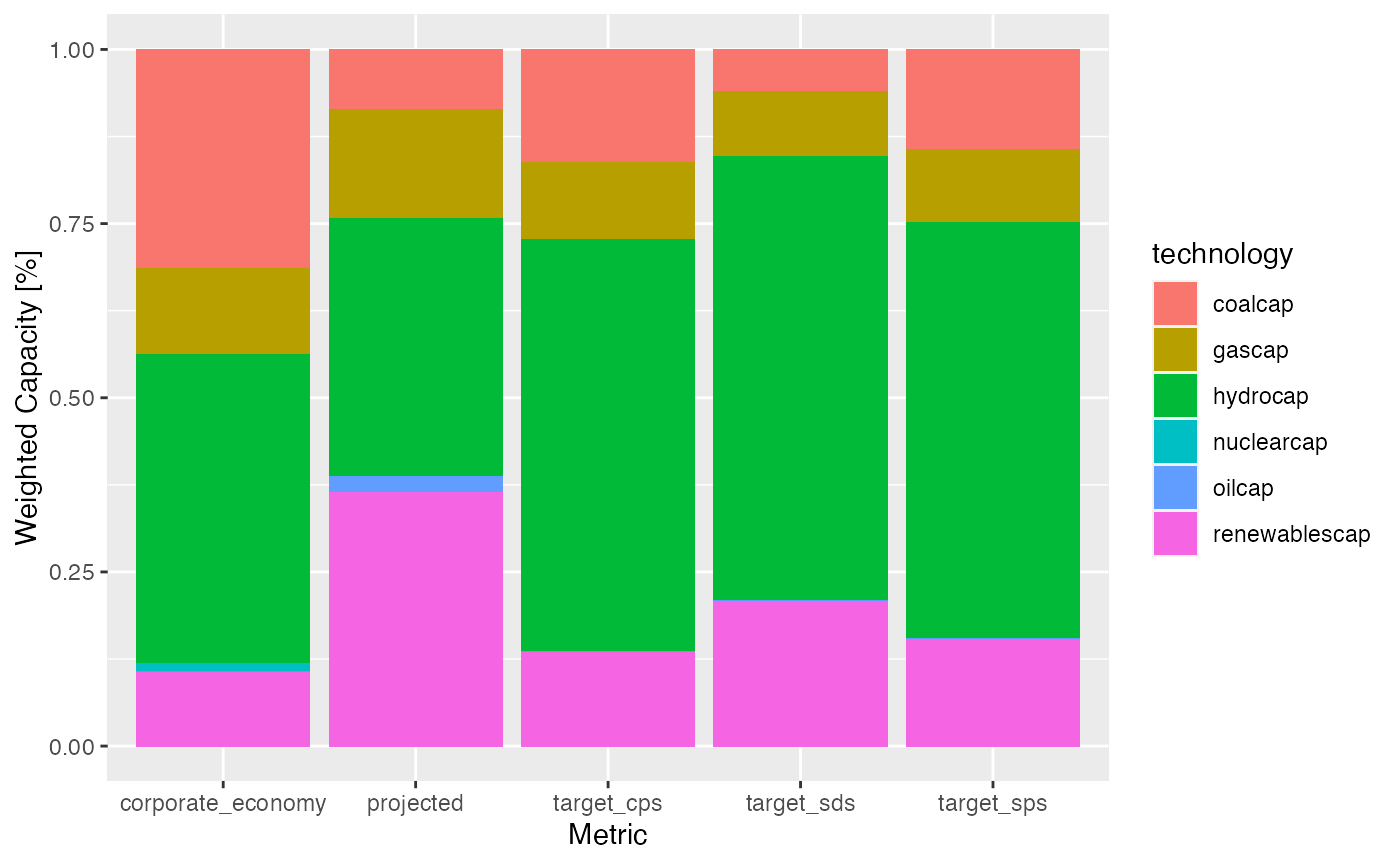 Weighted Capacity [%]
1.00
0.75
0.50
0.25
0.00
corporate_economy projected target_cps target_sds target_sps
Metric
technology
coalcap
gascap
hydrocap
nuclearcap
oilcap
renewablescap